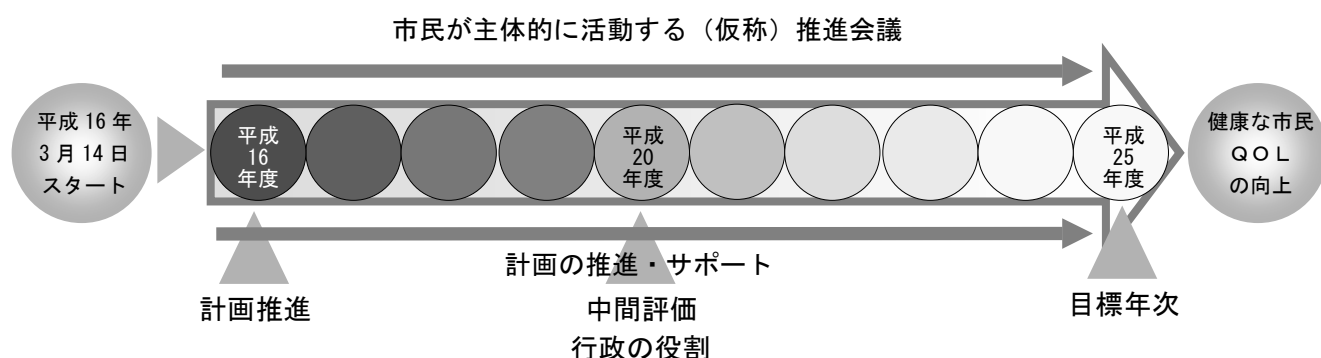 市民が主体的に活動する（仮称）推進会議
平成 16 年
3 月 14 日
スタート
平成
16
年度
平成
20
年度
平成
25
年度
健康な市民
ＱＯＬ
の向上
計画の推進・サポート
計画推進
中間評価
目標年次
行政の役割